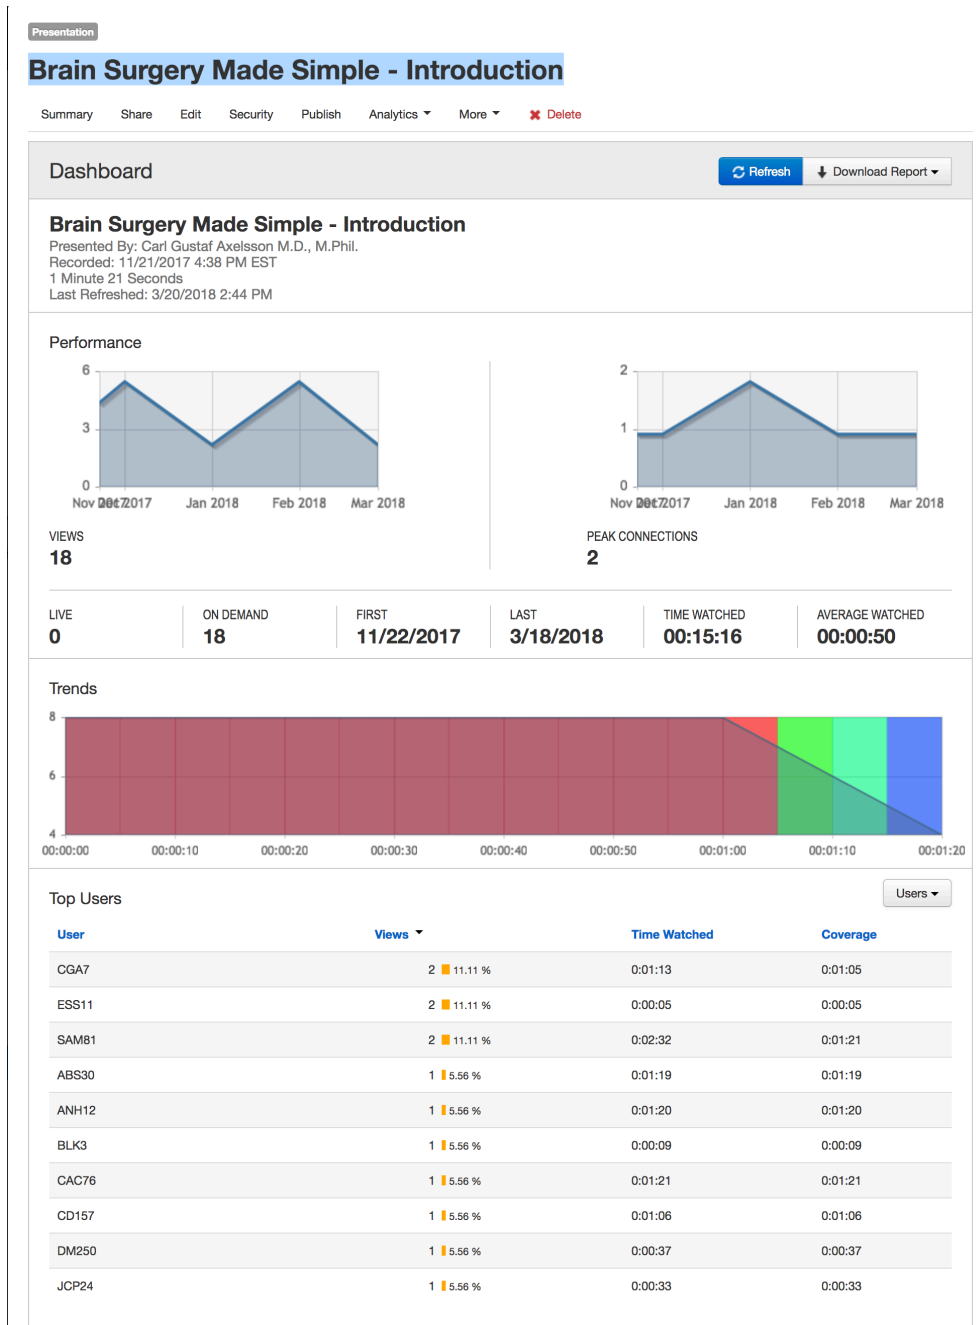 Presentation
Brain Surgery Made Simple - Introduction
Summary Share Edit Security Publish Analytics More Delete
Dashboard Refresh Download Report
Brain Surgery Made Simple - Introduction
Presented By: Carl Gustaf Axelsson M.D., M.Phil.
Recorded: 11/21/2017 4:38 PM EST
1 Minute 21 Seconds
Last Refreshed: 3/20/2018 2:44 PM
Performance
6 2
3 1
0 0
Nov 2017 Dec 2017 Jan 2018 Feb 2018 Mar 2018 Nov 2017 Dec 2017 Jan 2018 Feb 2018 Mar 2018
VIEWS PEAK CONNECTIONS
18 2
LIVE ON DEMAND FIRST LAST TIME WATCHED AVERAGE WATCHED
0 18 11/22/2017 3/18/2018 00:15:16 00:00:50
Trends
8
6
4
00:00:00 00:00:10 00:00:20 00:00:30 00:00:40 00:00:50 00:01:00 00:01:10 00:01:20
Top Users Users
User Views Time Watched Coverage
CGA7 2 11.11 % 0:01:13 0:01:05
ESS11 2 11.11 % 0:00:05 0:00:05
SAM81 2 11.11 % 0:02:32 0:01:21
ABS30 1 5.56 % 0:01:19 0:01:19
ANH12 1 5.56 % 0:01:20 0:01:20
BLK3 1 5.56 % 0:00:09 0:00:09
CAC76 1 5.56 % 0:01:21 0:01:21
CD157 1 5.56 % 0:01:06 0:01:06
DM250 1 5.56 % 0:00:37 0:00:37
JCP24 1 5.56 % 0:00:33 0:00:33